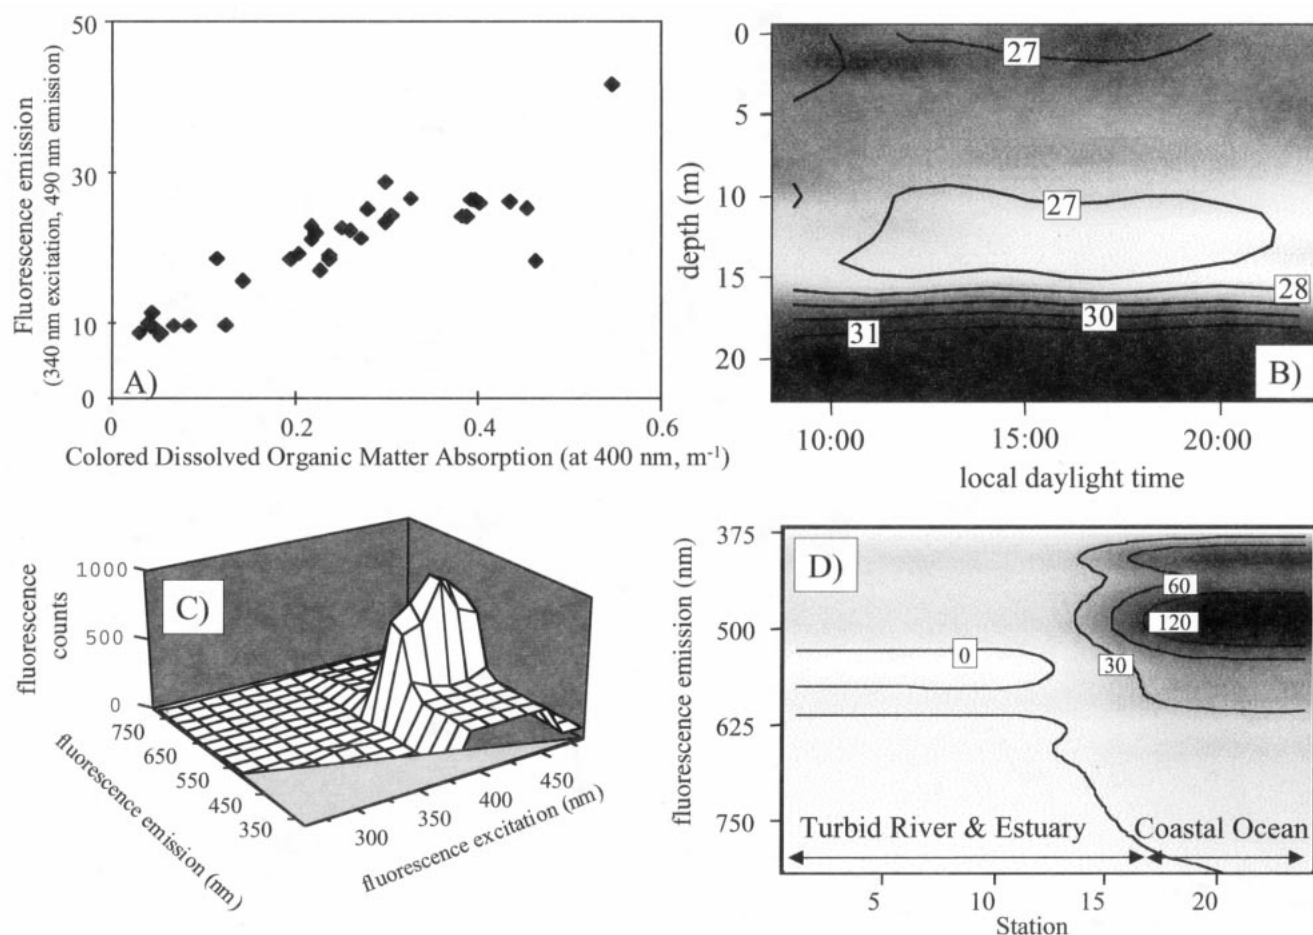 50
30
10
0
Fluorescence emission
(340 nm excitation, 490 nm emission)
A)
0
0.2
0.4
0.6
Colored Dissolved Organic Matter Absorption (at 400 nm, m⁻¹)
0
5
10
15
20
depth (m)
27
27
28
30
31
B)
10:00
15:00
20:00
local daylight time
1000
500
0
fluorescence
counts
C)
750
650
550
450
350
fluorescence emission (nm)
300
350
400
450
fluorescence excitation (nm)
375
500
625
750
fluorescence emission (nm)
D)
60
120
0
30
Turbid River & Estuary
Coastal Ocean
5
10
15
20
Station